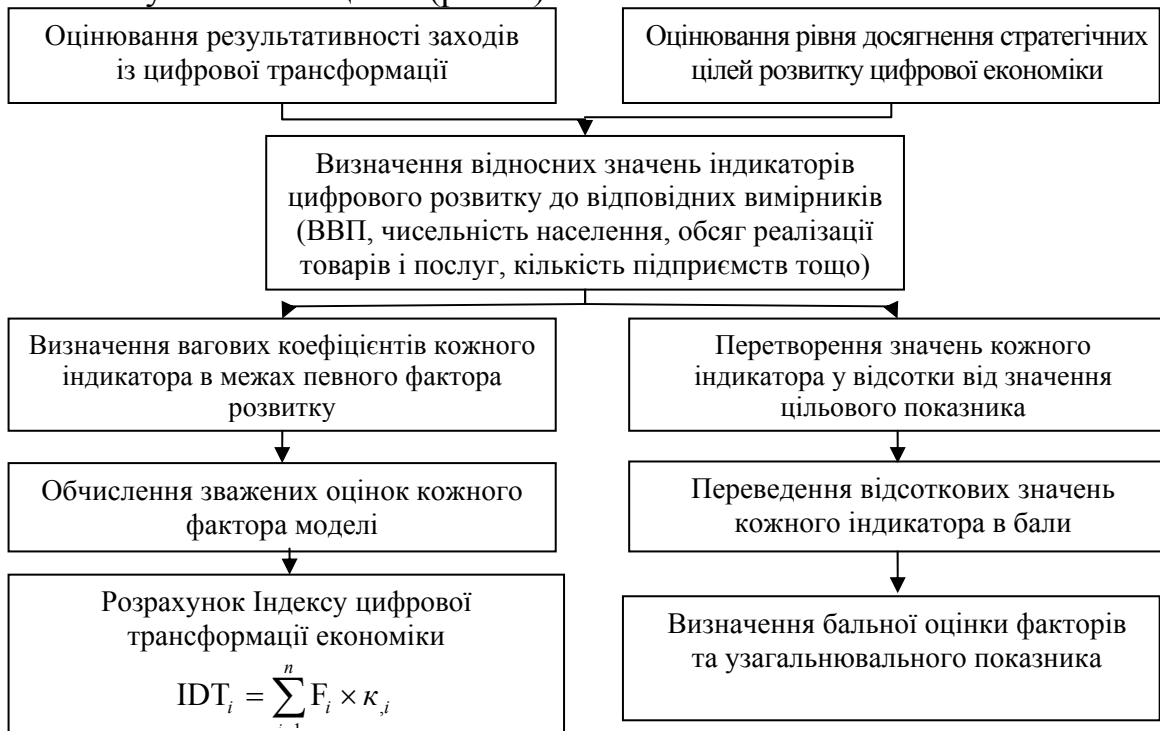 Оцінювання результативності заходів
із цифрової трансформації
Оцінювання рівня досягнення стратегічних
цілей розвитку цифрової економіки
Визначення відносних значень індикаторів
цифрового розвитку до відповідних вимірників
(ВВП, чисельність населення, обсяг реалізації
товарів і послуг, кількість підприємств тощо)
Визначення вагових коефіцієнтів кожного
індикатора в межах певного фактора
розвитку
Перетворення значень кожного
індикатора у відсотки від значення
цільового показника
Обчислення зважених оцінок кожного
фактора моделі
Переведення відсоткових значень
кожного індикатора в бали
Розрахунок Індексу цифрової
трансформації економіки
IDT_i = ∑^n F_i × κ_,i
Визначення бальної оцінки факторів
та узагальнювального показника